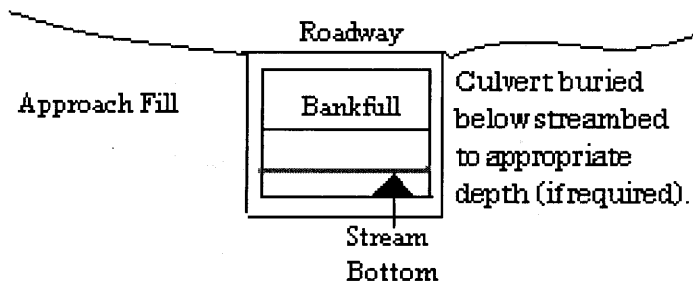 Roadway
Approach Fill
Bankfull
Culvert buried
below streambed
to appropriate
depth (if required).
Stream
Bottom